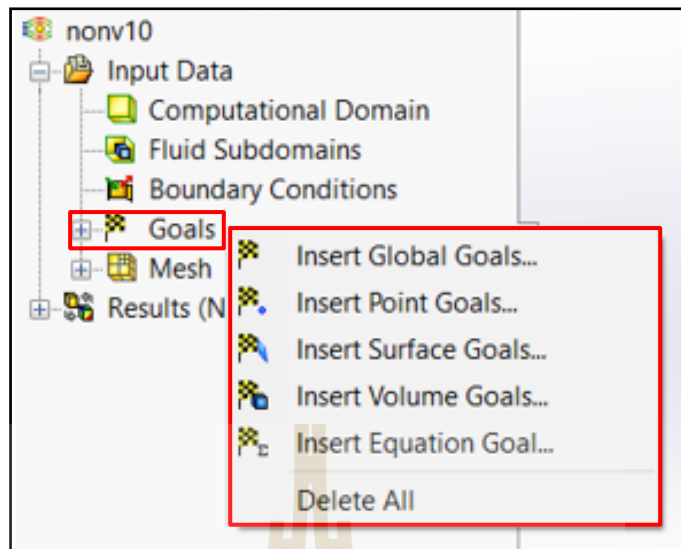 nonv10
Input Data
Computational Domain
Fluid Subdomains
Boundary Conditions
Goals
Insert Global Goals...
Mesh
Insert Point Goals...
Results (N
Insert Surface Goals...
Insert Volume Goals...
Insert Equation Goal...
Delete All